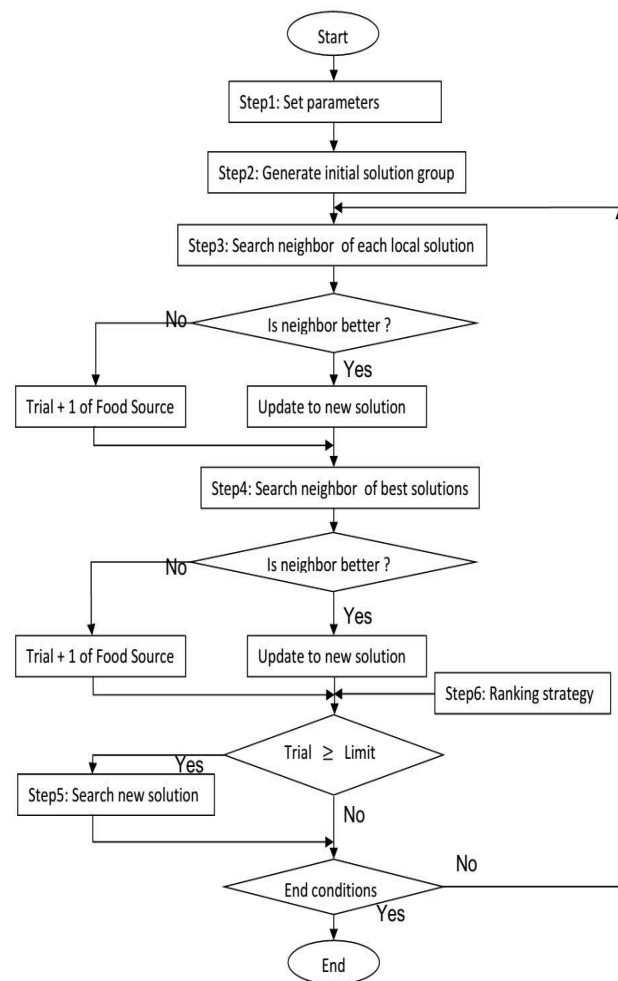 Start
Step1: Set parameters
Step2: Generate initial solution group
Step3: Search neighbor of each local solution
Is neighbor better ?
No
Yes
Trial + 1 of Food Source
Update to new solution
Step4: Search neighbor of best solutions
Is neighbor better ?
No
Yes
Trial + 1 of Food Source
Update to new solution
Step6: Ranking strategy
Trial ≥ Limit
Yes
Step5: Search new solution
No
End conditions
No
Yes
End